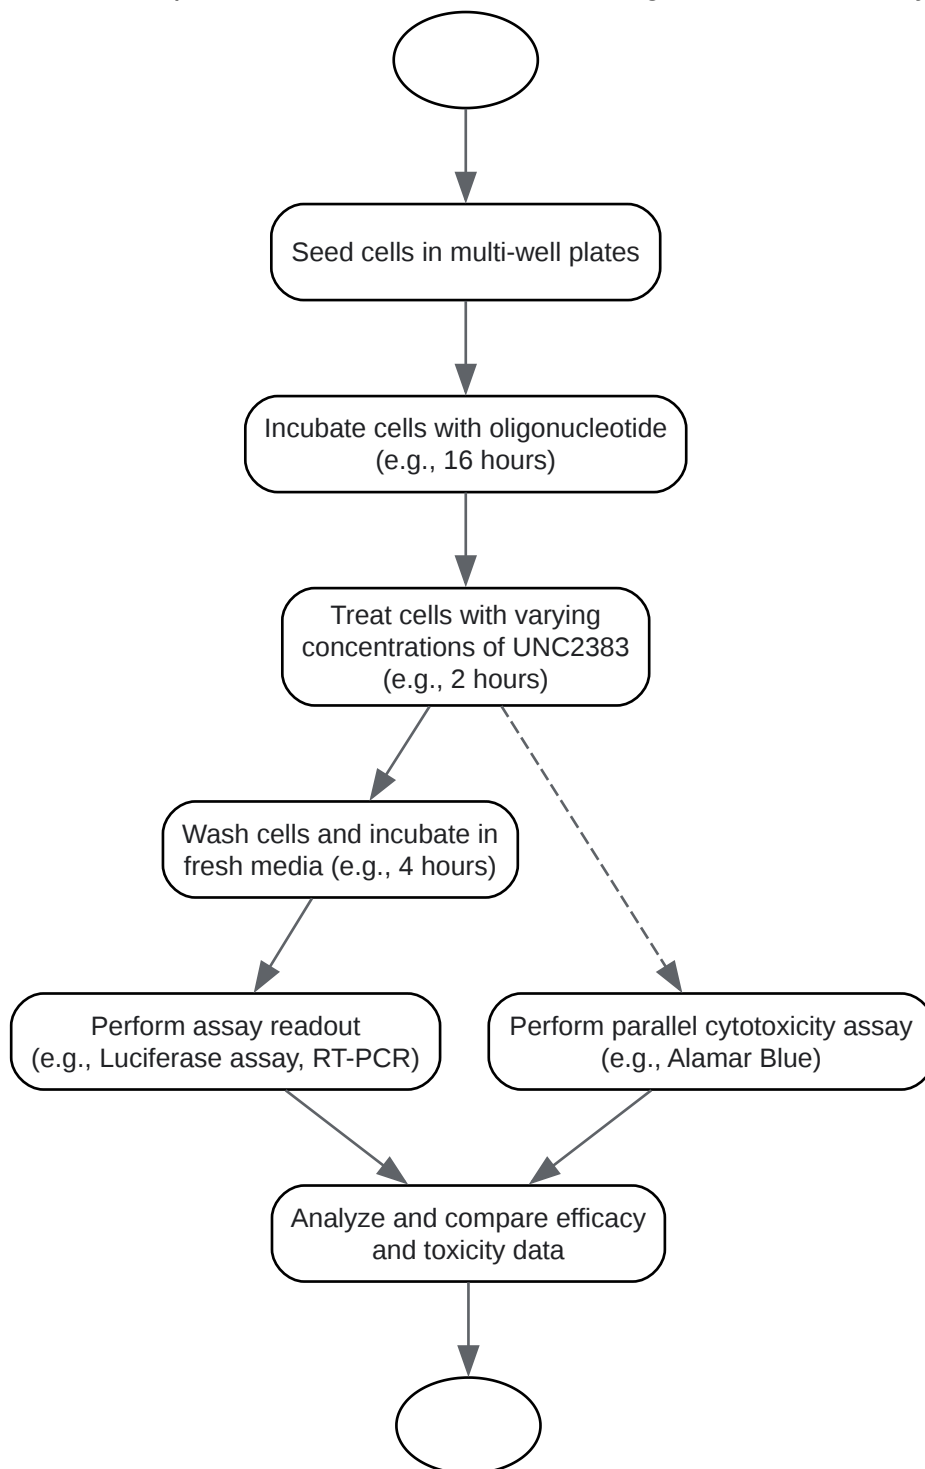 Seed cells in multi-well plates
Incubate cells with oligonucleotide
(e.g., 16 hours)
Treat cells with varying
concentrations of UNC2383
(e.g., 2 hours)
Wash cells and incubate in
fresh media (e.g., 4 hours)
Perform assay readout
(e.g., Luciferase assay, RT-PCR)
Perform parallel cytotoxicity assay
(e.g., Alamar Blue)
Analyze and compare efficacy
and toxicity data